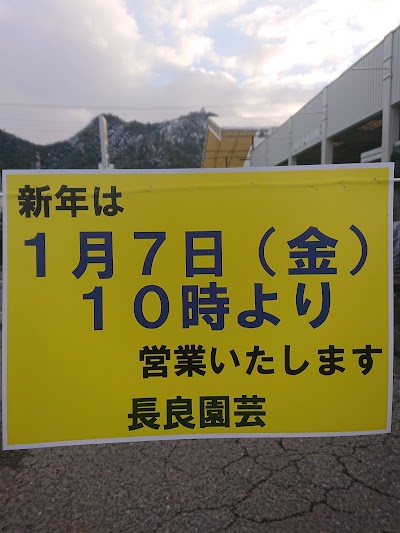 新年は
１月７日（金）
１０時より
営業いたします
長良園芸